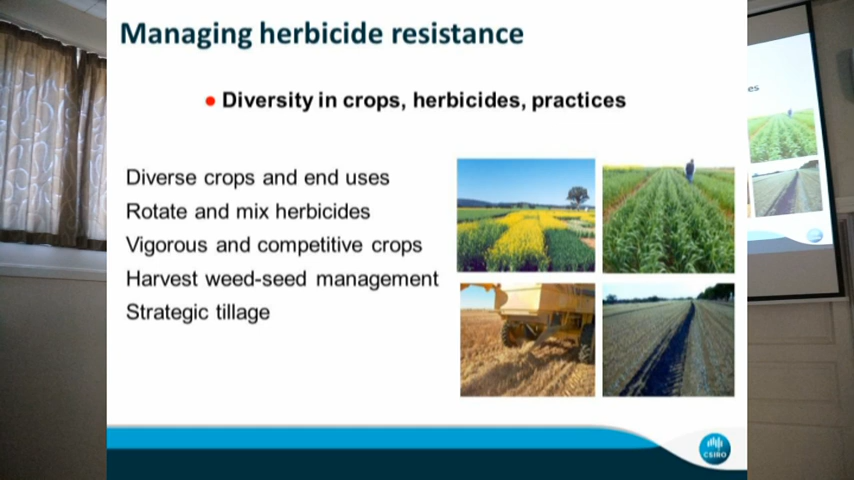 Managing herbicide resistance
• Diversity in crops, herbicides, practices
Diverse crops and end uses
Rotate and mix herbicides
Vigorous and competitive crops
Harvest weed-seed management
Strategic tillage
CSIRO
es